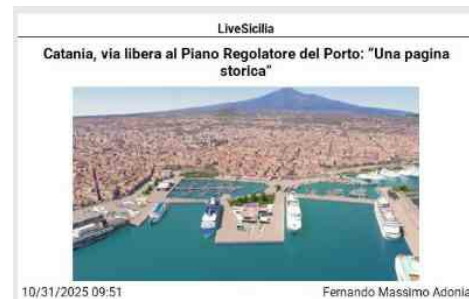 LiveSicilia
Catania, via libera al Piano Regolatore del Porto: “Una pagina
storica”
10/31/2025 09:51
Fernando Massimo Adonia